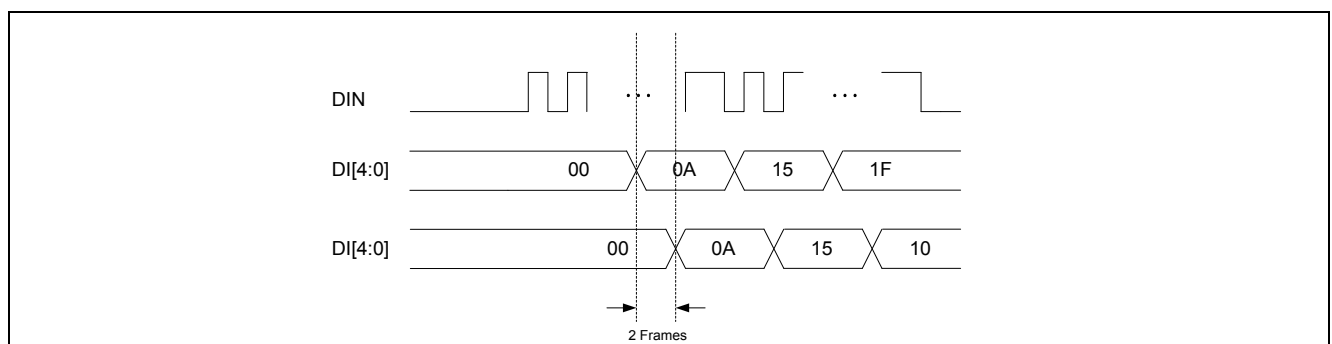 DIN ... ...
DI[4:0] 00 0A 15 1F
DI[4:0] 00 0A 15 10
2 Frames